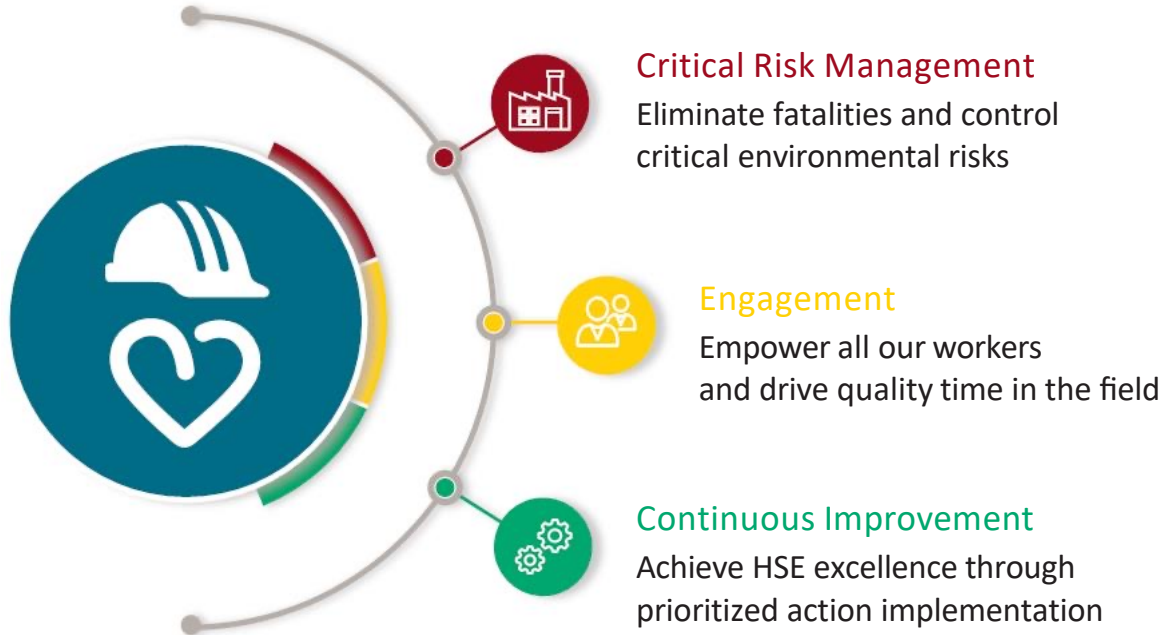 Critical Risk Management
Eliminate fatalities and control
critical environmental risks
Engagement
Empower all our workers
and drive quality time in the field
Continuous Improvement
Achieve HSE excellence through
prioritized action implementation